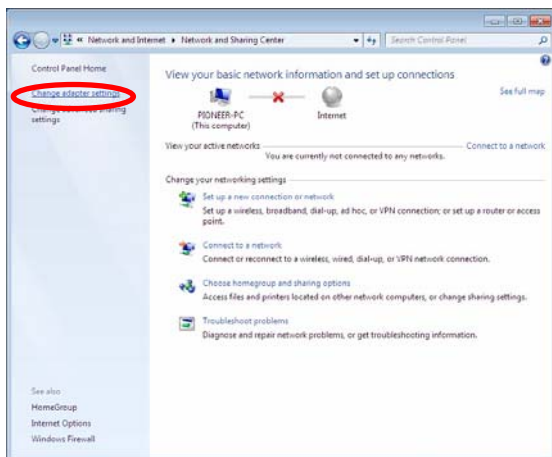 Network and Internet Network and Sharing Center Search Control Panel
Control Panel Home
Change adapter settings
Change advanced sharing
settings
View your basic network information and set up connections
See full map
PIONEER-PC
(This computer)
Internet
View your active networks
Connect to a network
You are currently not connected to any networks.
Change your networking settings
Set up a new connection or network
Set up a wireless, broadband, dial-up, ad hoc, or VPN connection; or set up a router or access
point.
Connect to a network
Connect or reconnect to a wireless, wired, dial-up, or VPN network connection.
Choose homegroup and sharing options
Access files and printers located on other network computers, or change sharing settings.
Troubleshoot problems
Diagnose and repair network problems, or get troubleshooting information.
See also
HomeGroup
Internet Options
Windows Firewall